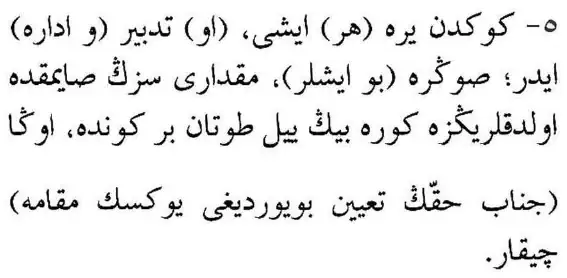 ٥- كوكدن يره (هر) ايشى، (او) تدبير (و اداره)
ايدر؛ صوڭره (بو ايشلر)، مقدارى سزڭ صايمقده
اولدقلريڭزه كوره بيڭ ييل طوتان بر كونده، اوڭا
(جناب حقّڭ تعيين بويورديغى يوكسك مقامه)
چيقار.